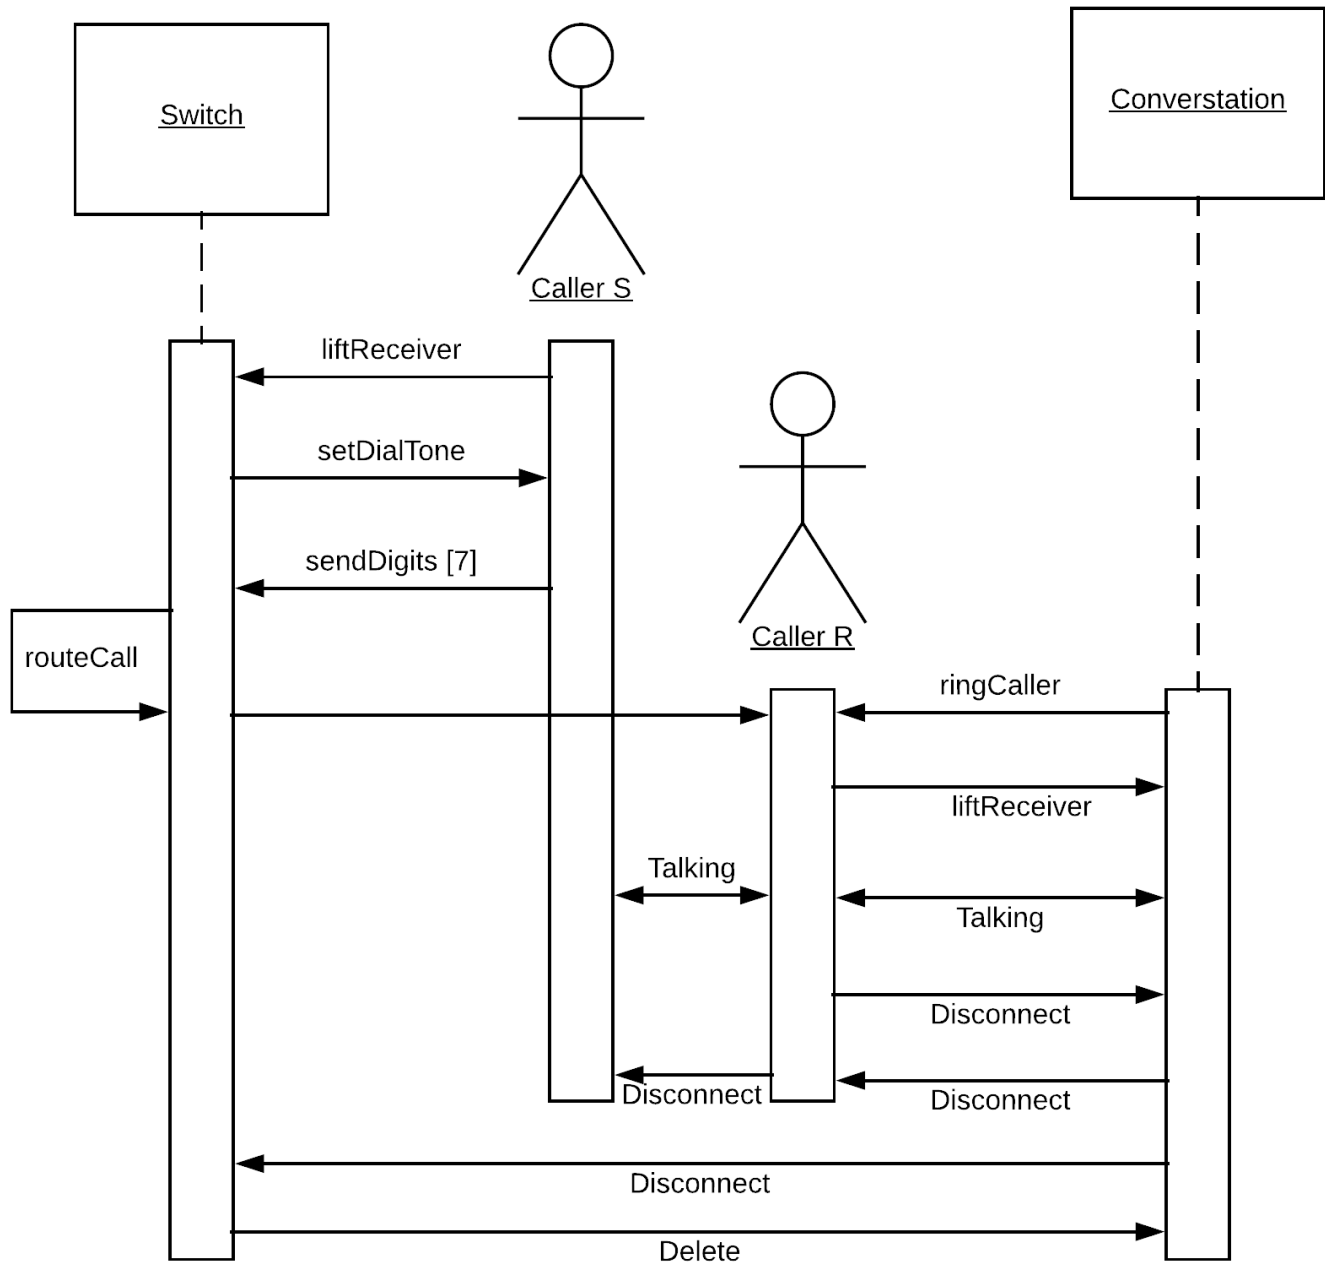 Switch
Converstation
Caller S
liftReceiver
setDialTone
sendDigits [7]
Caller R
routeCall
ringCaller
liftReceiver
Talking
Talking
Disconnect
Disconnect
Disconnect
Disconnect
Delete